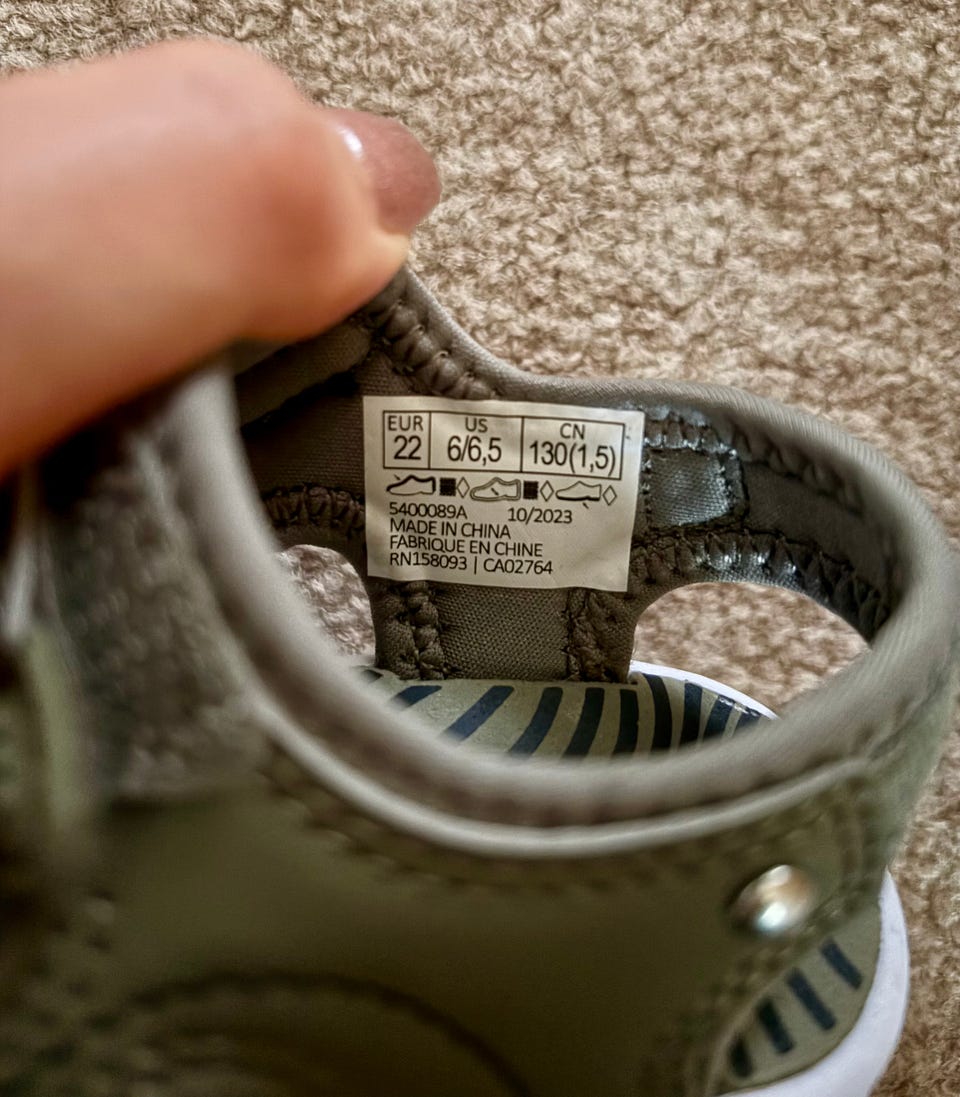 EUR US CN
22 6/6,5 130(1,5)
5400089A 10/2023
MADE IN CHINA
FABRIQUE EN CHINE
RN158093 | CA02764